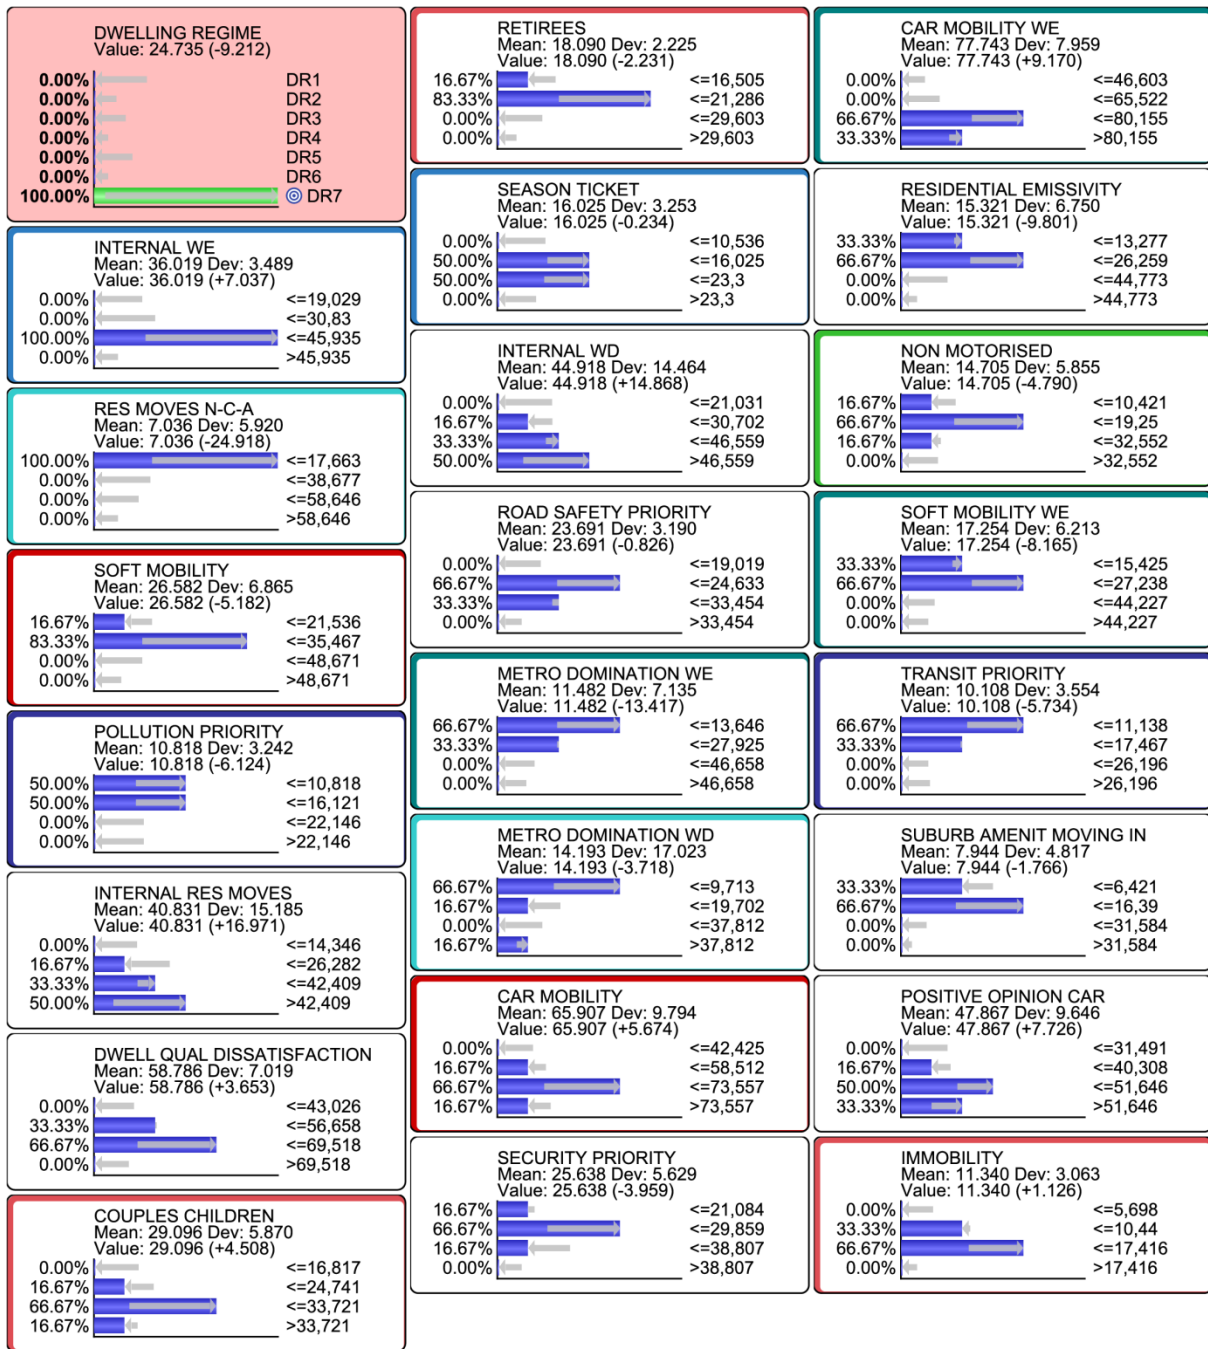 DWELLING REGIME
Value: 24.735 (-9.212)
0.00% DR1
0.00% DR2
0.00% DR3
0.00% DR4
0.00% DR5
0.00% DR6
100.00% DR7
INTERNAL WE
Mean: 36.019 Dev: 3.489
Value: 36.019 (+7.037)
0.00% <=19,029
0.00% <=30,83
100.00% <=45,935
0.00% >45,935
RES MOVES N-C-A
Mean: 7.036 Dev: 5.920
Value: 7.036 (-24.918)
100.00% <=17,663
0.00% <=38,677
0.00% <=58,646
0.00% >58,646
SOFT MOBILITY
Mean: 26.582 Dev: 6.865
Value: 26.582 (-5.182)
16.67% <=21,536
83.33% <=35,467
0.00% <=48,671
0.00% >48,671
POLLUTION PRIORITY
Mean: 10.818 Dev: 3.242
Value: 10.818 (-6.124)
50.00% <=10,818
50.00% <=16,121
0.00% <=22,146
0.00% >22,146
INTERNAL RES MOVES
Mean: 40.831 Dev: 15.185
Value: 40.831 (+16.971)
0.00% <=14,346
16.67% <=26,282
33.33% <=42,409
50.00% >42,409
DWELL QUAL DISSATISFACTION
Mean: 58.786 Dev: 7.019
Value: 58.786 (+3.653)
0.00% <=43,026
33.33% <=56,658
66.67% <=69,518
0.00% >69,518
COUPLES CHILDREN
Mean: 29.096 Dev: 5.870
Value: 29.096 (+4.508)
0.00% <=16,817
16.67% <=24,741
66.67% <=33,721
16.67% >33,721
RETIREES
Mean: 18.090 Dev: 2.225
Value: 18.090 (-2.231)
16.67% <=16,505
83.33% <=21,286
0.00% <=29,603
0.00% >29,603
SEASON TICKET
Mean: 16.025 Dev: 3.253
Value: 16.025 (-0.234)
0.00% <=10,536
50.00% <=16,025
50.00% <=23,3
0.00% >23,3
INTERNAL WD
Mean: 44.918 Dev: 14.464
Value: 44.918 (+14.868)
0.00% <=21,031
16.67% <=30,702
33.33% <=46,559
50.00% >46,559
ROAD SAFETY PRIORITY
Mean: 23.691 Dev: 3.190
Value: 23.691 (-0.826)
0.00% <=19,019
66.67% <=24,633
33.33% <=33,454
0.00% >33,454
METRO DOMINATION WE
Mean: 11.482 Dev: 7.135
Value: 11.482 (-13.417)
66.67% <=13,646
33.33% <=27,925
0.00% <=46,658
0.00% >46,658
METRO DOMINATION WD
Mean: 14.193 Dev: 17.023
Value: 14.193 (-3.718)
66.67% <=9,713
16.67% <=19,702
0.00% <=37,812
16.67% >37,812
CAR MOBILITY
Mean: 65.907 Dev: 9.794
Value: 65.907 (+5.674)
0.00% <=42,425
16.67% <=58,512
66.67% <=73,557
16.67% >73,557
SECURITY PRIORITY
Mean: 25.638 Dev: 5.629
Value: 25.638 (-3.959)
16.67% <=21,084
66.67% <=29,859
16.67% <=38,807
0.00% >38,807
CAR MOBILITY WE
Mean: 77.743 Dev: 7.959
Value: 77.743 (+9.170)
0.00% <=46,603
0.00% <=65,522
66.67% <=80,155
33.33% >80,155
RESIDENTIAL EMISSIVITY
Mean: 15.321 Dev: 6.750
Value: 15.321 (-9.801)
33.33% <=13,277
66.67% <=26,259
0.00% <=44,773
0.00% >44,773
NON MOTORISED
Mean: 14.705 Dev: 5.855
Value: 14.705 (-4.790)
16.67% <=10,421
66.67% <=19,25
16.67% <=32,552
0.00% >32,552
SOFT MOBILITY WE
Mean: 17.254 Dev: 6.213
Value: 17.254 (-8.165)
33.33% <=15,425
66.67% <=27,238
0.00% <=44,227
0.00% >44,227
TRANSIT PRIORITY
Mean: 10.108 Dev: 3.554
Value: 10.108 (-5.734)
66.67% <=11,138
33.33% <=17,467
0.00% <=26,196
0.00% >26,196
SUBURB AMENIT MOVING IN
Mean: 7.944 Dev: 4.817
Value: 7.944 (-1.766)
33.33% <=6,421
66.67% <=16,39
0.00% <=31,584
0.00% >31,584
POSITIVE OPINION CAR
Mean: 47.867 Dev: 9.646
Value: 47.867 (+7.726)
0.00% <=31,491
16.67% <=40,308
50.00% <=51,646
33.33% >51,646
IMMOBILITY
Mean: 11.340 Dev: 3.063
Value: 11.340 (+1.126)
0.00% <=5,698
33.33% <=10,44
66.67% <=17,416
0.00% >17,416